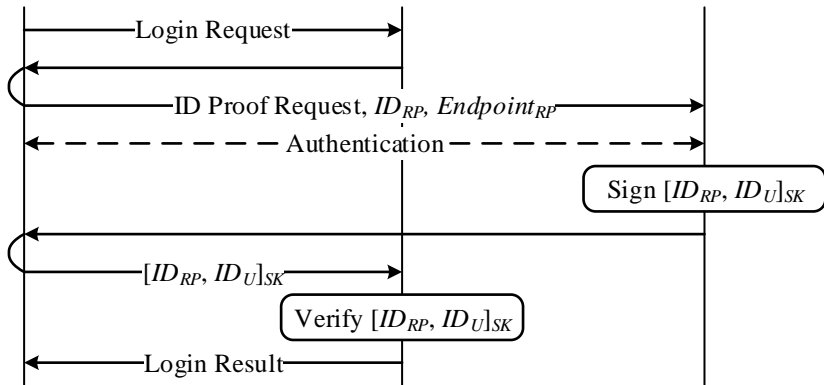 Login Request
ID Proof Request, ID_RP, Endpoint_RP
Authentication
Sign [ID_RP, ID_U]_SK
[ID_RP, ID_U]_SK
Verify [ID_RP, ID_U]_SK
Login Result